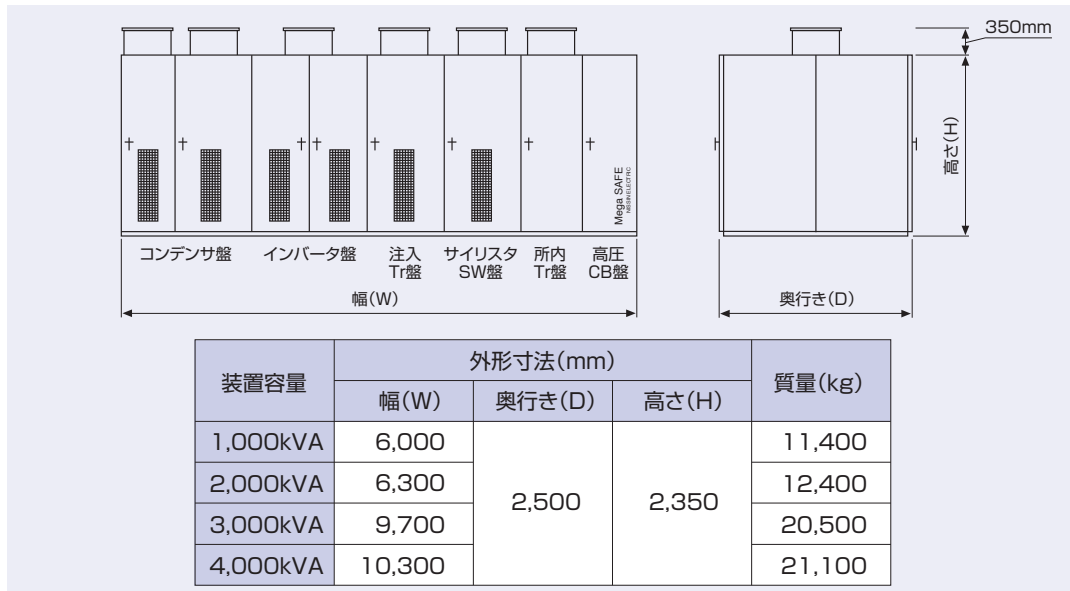 350mm
高さ(H)
Mega SAFE
NISSIN ELECTRIC
コンデンサ盤 インバータ盤 注入 サイリスタ 所内 高圧
Tr盤 SW盤 Tr盤 CB盤
幅(W) 奥行き(D)
装置容量 外形寸法(mm) 質量(kg)
幅(W) 奥行き(D) 高さ(H)
1,000kVA 6,000 2,500 2,350 11,400
2,000kVA 6,300 12,400
3,000kVA 9,700 20,500
4,000kVA 10,300 21,100